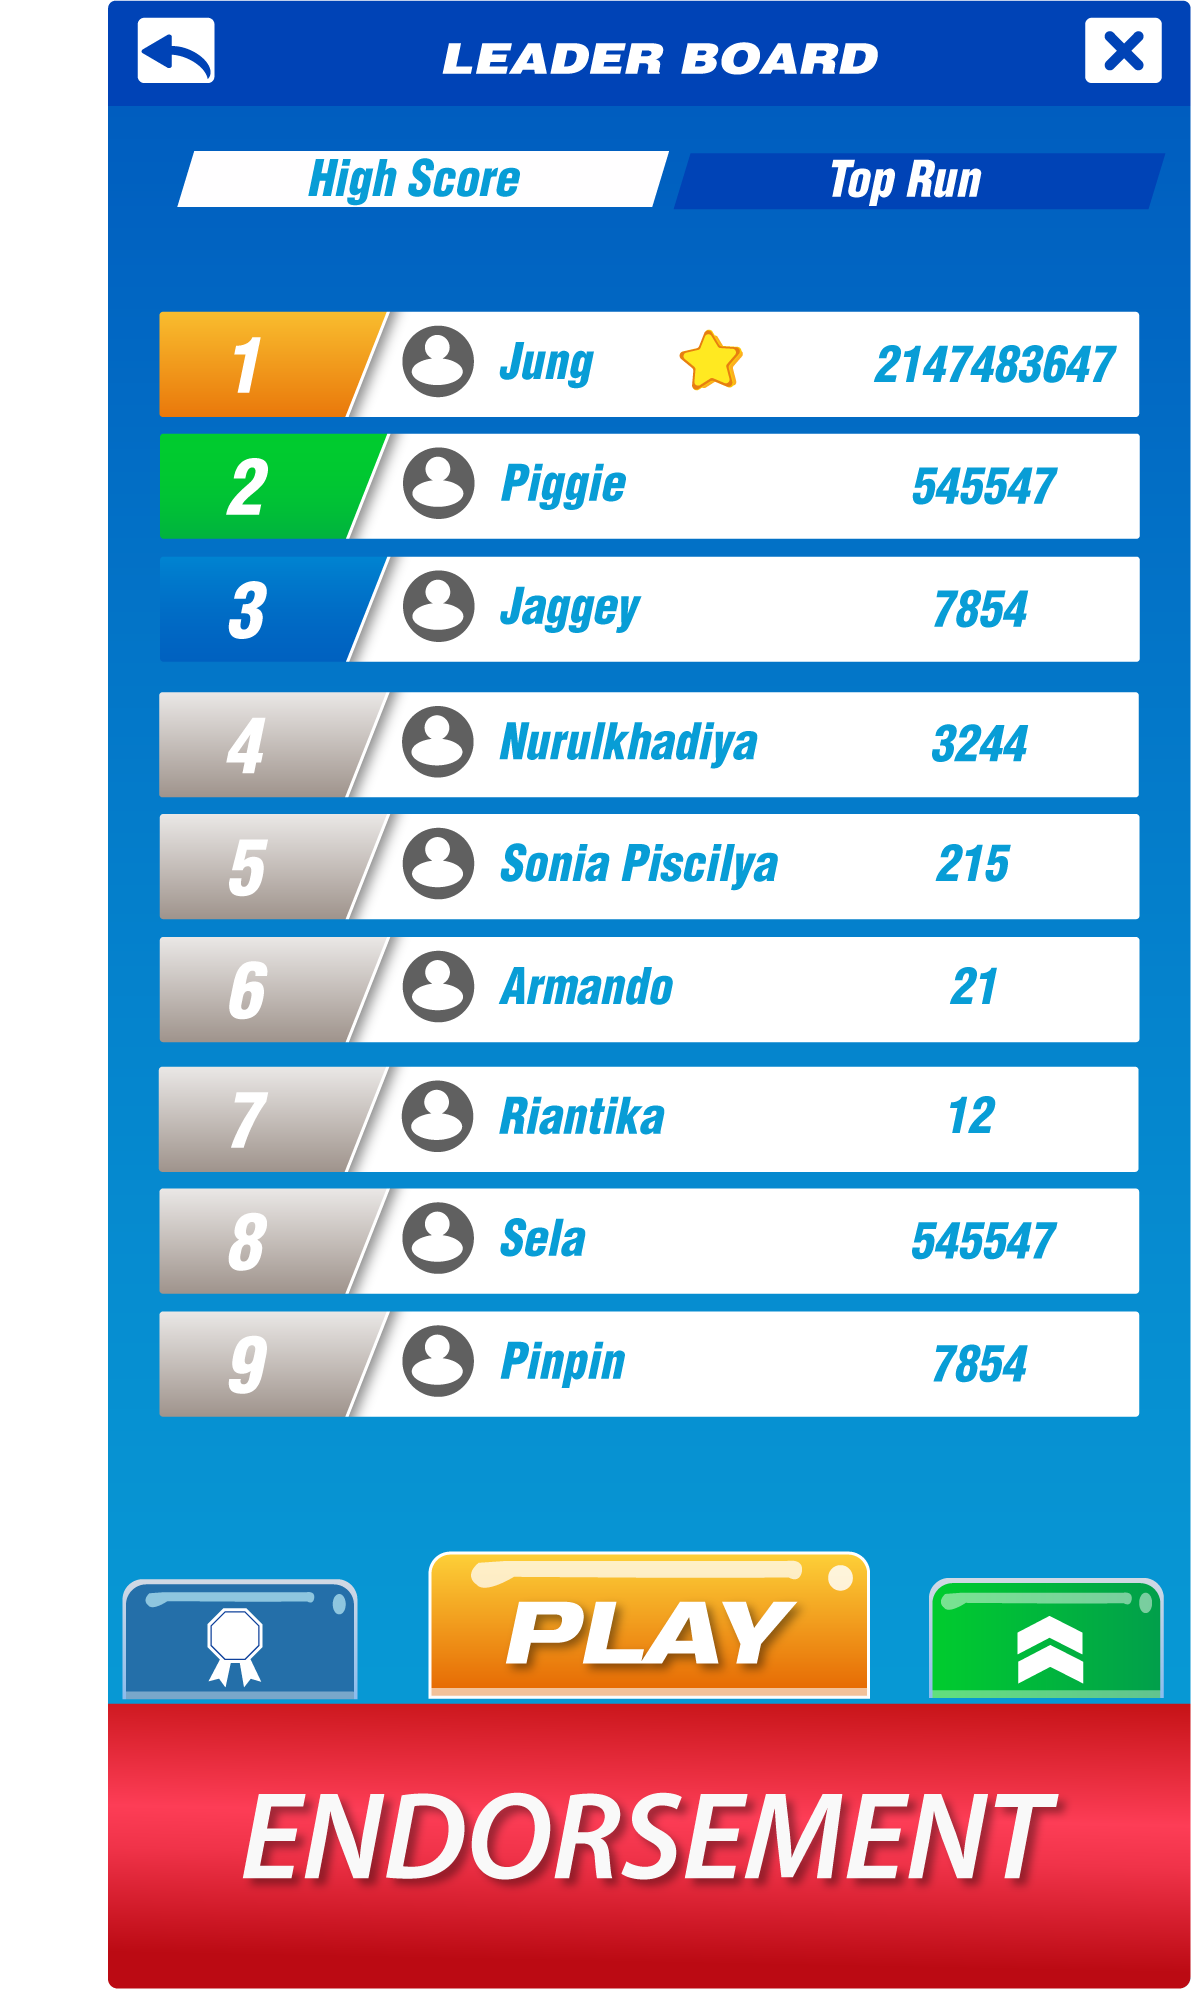 LEADER BOARD
High Score Top Run
1 Jung 2147483647
2 Piggie 545547
3 Jaggey 7854
4 Nurulkhadiya 3244
5 Sonia Piscilya 215
6 Armando 21
7 Riantika 12
8 Sela 545547
9 Pinpin 7854
PLAY
ENDORSEMENT